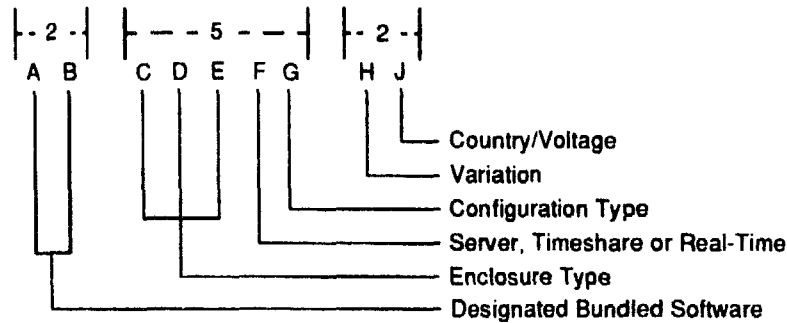 2 5 2
A B C D E F G H J
Country/Voltage
Variation
Configuration Type
Server, Timeshare or Real-Time
Enclosure Type
Designated Bundled Software